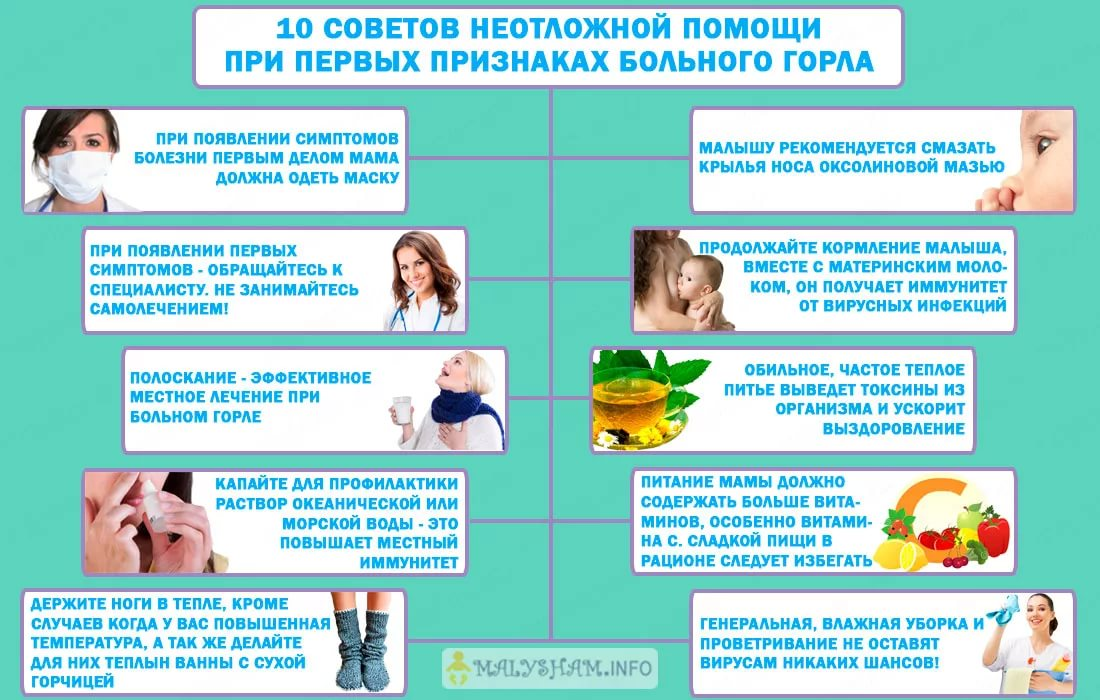 10 СОВЕТОВ НЕОТЛОЖНОЙ ПОМОЩИ
ПРИ ПЕРВЫХ ПРИЗНАКАХ БОЛЬНОГО ГОРЛА
ПРИ ПОЯВЛЕНИИ СИМПТОМОВ
БОЛЕЗНИ ПЕРВЫМ ДЕЛОМ МАМА
ДОЛЖНА ОДЕТЬ МАСКУ
МАЛЫШУ РЕКОМЕНДУЕТСЯ СМАЗАТЬ
КРЫЛЬЯ НОСА ОКСОЛИНОВОЙ МАЗЬЮ
ПРИ ПОЯВЛЕНИИ ПЕРВЫХ
СИМПТОМОВ - ОБРАЩАЙТЕСЬ К
СПЕЦИАЛИСТУ. НЕ ЗАНИМАЙТЕСЬ
САМОЛЕЧЕНИЕМ!
ПРОДОЛЖАЙТЕ КОРМЛЕНИЕ МАЛЫША,
ВМЕСТЕ С МАТЕРИНСКИМ МОЛО-
КОМ, ОН ПОЛУЧАЕТ ИММУНИТЕТ
ОТ ВИРУСНЫХ ИНФЕКЦИЙ
ПОЛОСКАНИЕ - ЭФФЕКТИВНОЕ
МЕСТНОЕ ЛЕЧЕНИЕ ПРИ
БОЛЬНОМ ГОРЛЕ
ОБИЛЬНОЕ, ЧАСТОЕ ТЕПЛОЕ
ПИТЬЕ ВЫВЕДЕТ ТОКСИНЫ ИЗ
ОРГАНИЗМА И УСКОРИТ
ВЫЗДОРОВЛЕНИЕ
КАПАЙТЕ ДЛЯ ПРОФИЛАКТИКИ
РАСТВОР ОКЕАНИЧЕСКОЙ ИЛИ
МОРСКОЙ ВОДЫ - ЭТО
ПОВЫШАЕТ МЕСТНЫЙ
ИММУНИТЕТ
ПИТАНИЕ МАМЫ ДОЛЖНО
СОДЕРЖАТЬ БОЛЬШЕ ВИТА-
МИНОВ, ОСОБЕННО ВИТАМИ-
НА С. СЛАДКОЙ ПИЩИ В
РАЦИОНЕ СЛЕДУЕТ ИЗБЕГАТЬ
ДЕРЖИТЕ НОГИ В ТЕПЛЕ, КРОМЕ
СЛУЧАЕВ КОГДА У ВАС ПОВЫШЕННАЯ
ТЕМПЕРАТУРА, А ТАК ЖЕ ДЕЛАЙТЕ
ДЛЯ НИХ ТЕПЛЫН ВАННЫ С СУХОЙ
ГОРЧИЦЕЙ
ГЕНЕРАЛЬНАЯ, ВЛАЖНАЯ УБОРКА И
ПРОВЕТРИВАНИЕ НЕ ОСТАВЯТ
ВИРУСАМ НИКАКИХ ШАНСОВ!
MALYSHAM.INFO